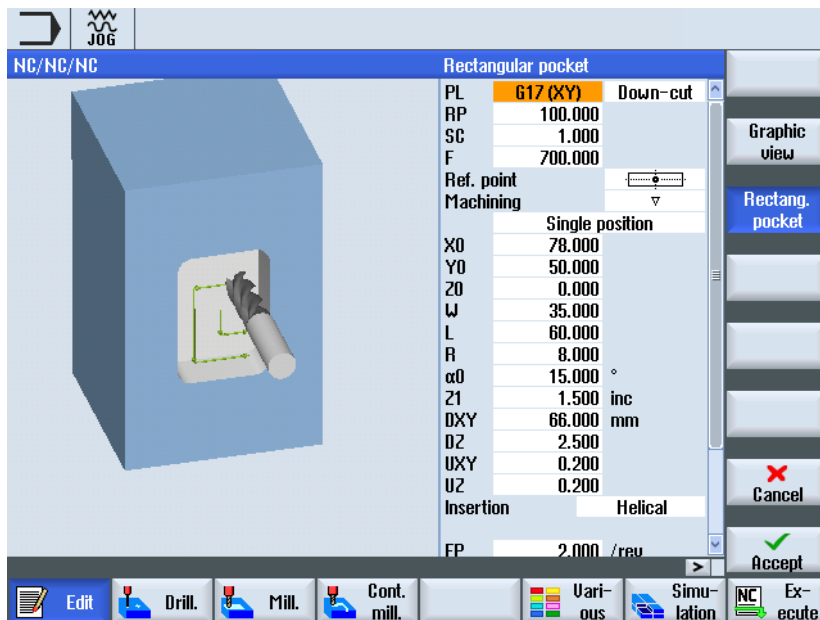 JOG
NC/NC/NC
Rectangular pocket
PL G17 (XY) Down-cut
RP 100.000
SC 1.000
F 700.000
Ref. point
Machining ▽
Single position
X0 78.000
Y0 50.000
Z0 0.000
W 35.000
L 60.000
R 8.000
α0 15.000 °
Z1 1.500 inc
DXY 66.000 mm
DZ 2.500
UXY 0.200
UZ 0.200
Insertion Helical
EP 2.000 /rev
Graphic
view
Rectang.
pocket
Cancel
Accept
Edit
Drill.
Mill.
Cont.
mill.
Vari-
ous
Simu-
lation
NC Ex-
ecute